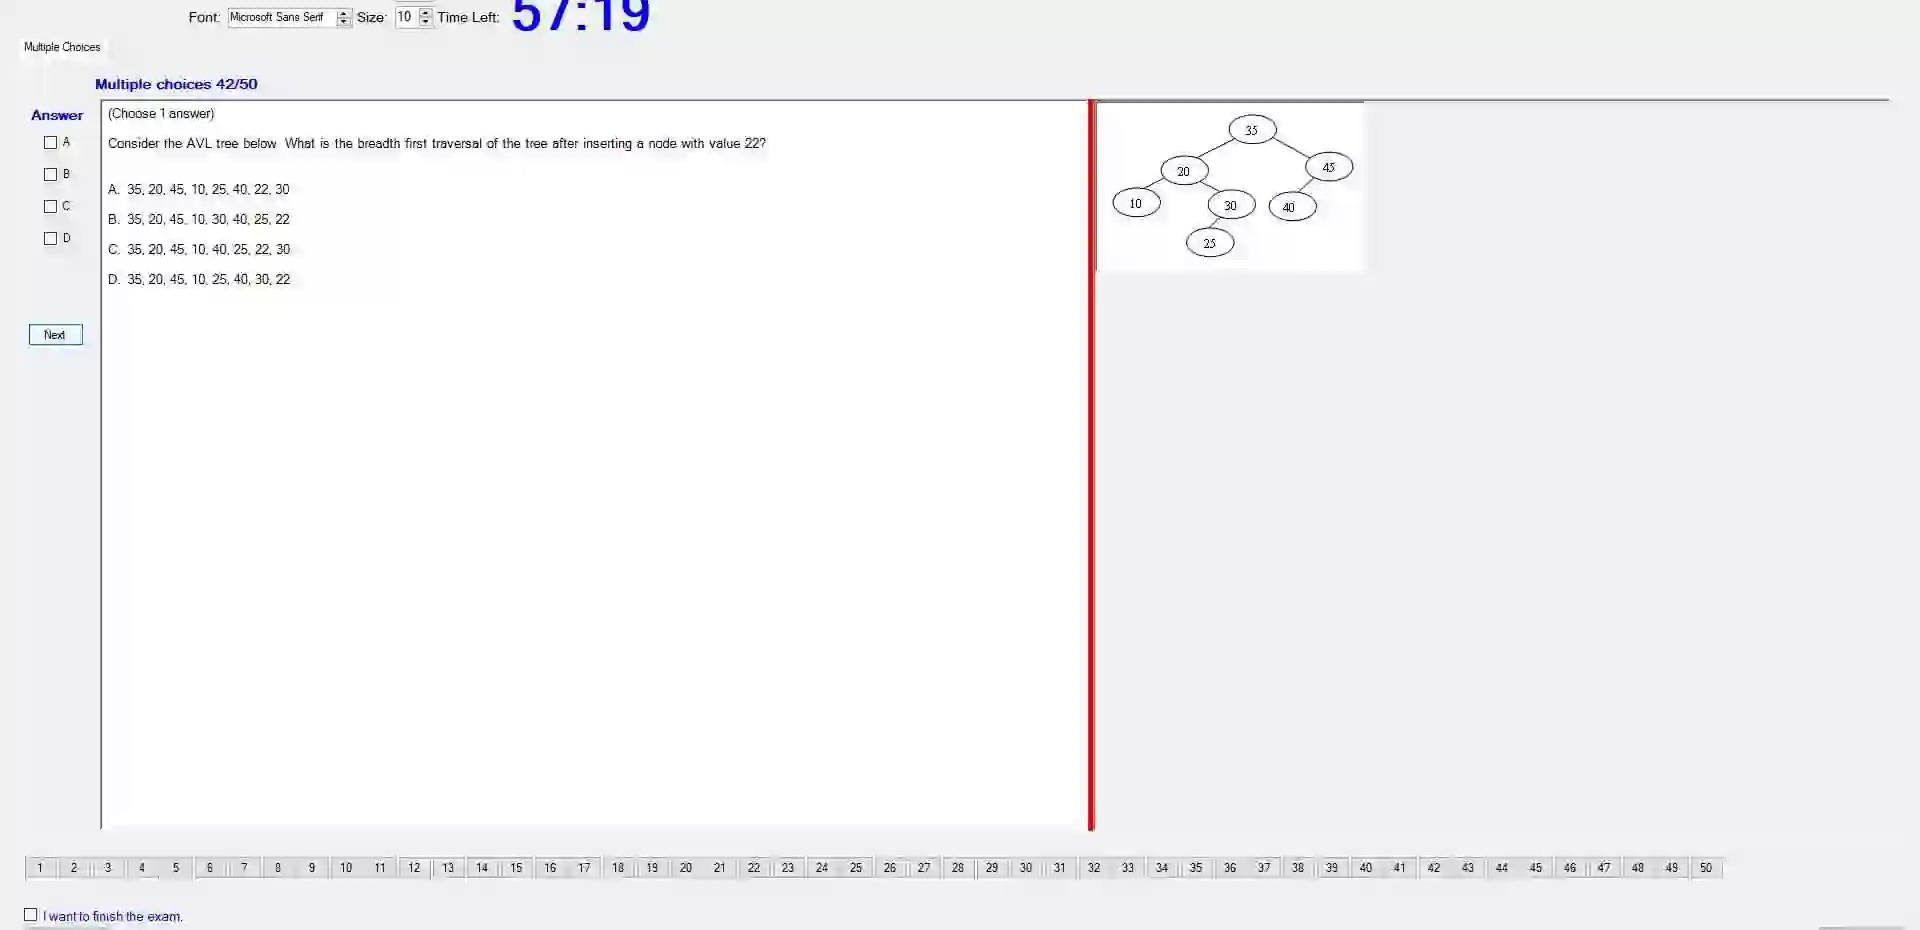 Font: Microsoft Sans Serif Size: 10 Time Left: 57:19
Multiple Choices
Multiple choices 42/50
Answer
A
B
C
D
Next
(Choose 1 answer)
Consider the AVL tree below. What is the breadth first traversal of the tree after inserting a node with value 22?
A. 35, 20, 45, 10, 25, 40, 22, 30
B. 35, 20, 45, 10, 30, 40, 25, 22
C. 35, 20, 45, 10, 40, 25, 22, 30
D. 35, 20, 45, 10, 25, 40, 30, 22
35
20 45
10 30 40
25
1 2 3 4 5 6 7 8 9 10 11 12 13 14 15 16 17 18 19 20 21 22 23 24 25 26 27 28 29 30 31 32 33 34 35 36 37 38 39 40 41 42 43 44 45 46 47 48 49 50
I want to finish the exam.